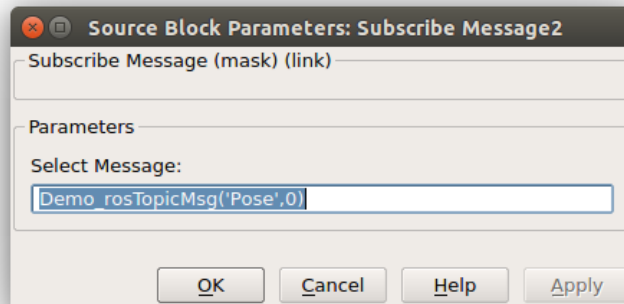 Source Block Parameters: Subscribe Message2
Subscribe Message (mask) (link)
Parameters
Select Message:
Demo_rosTopicMsg('Pose',0)
OK Cancel Help Apply